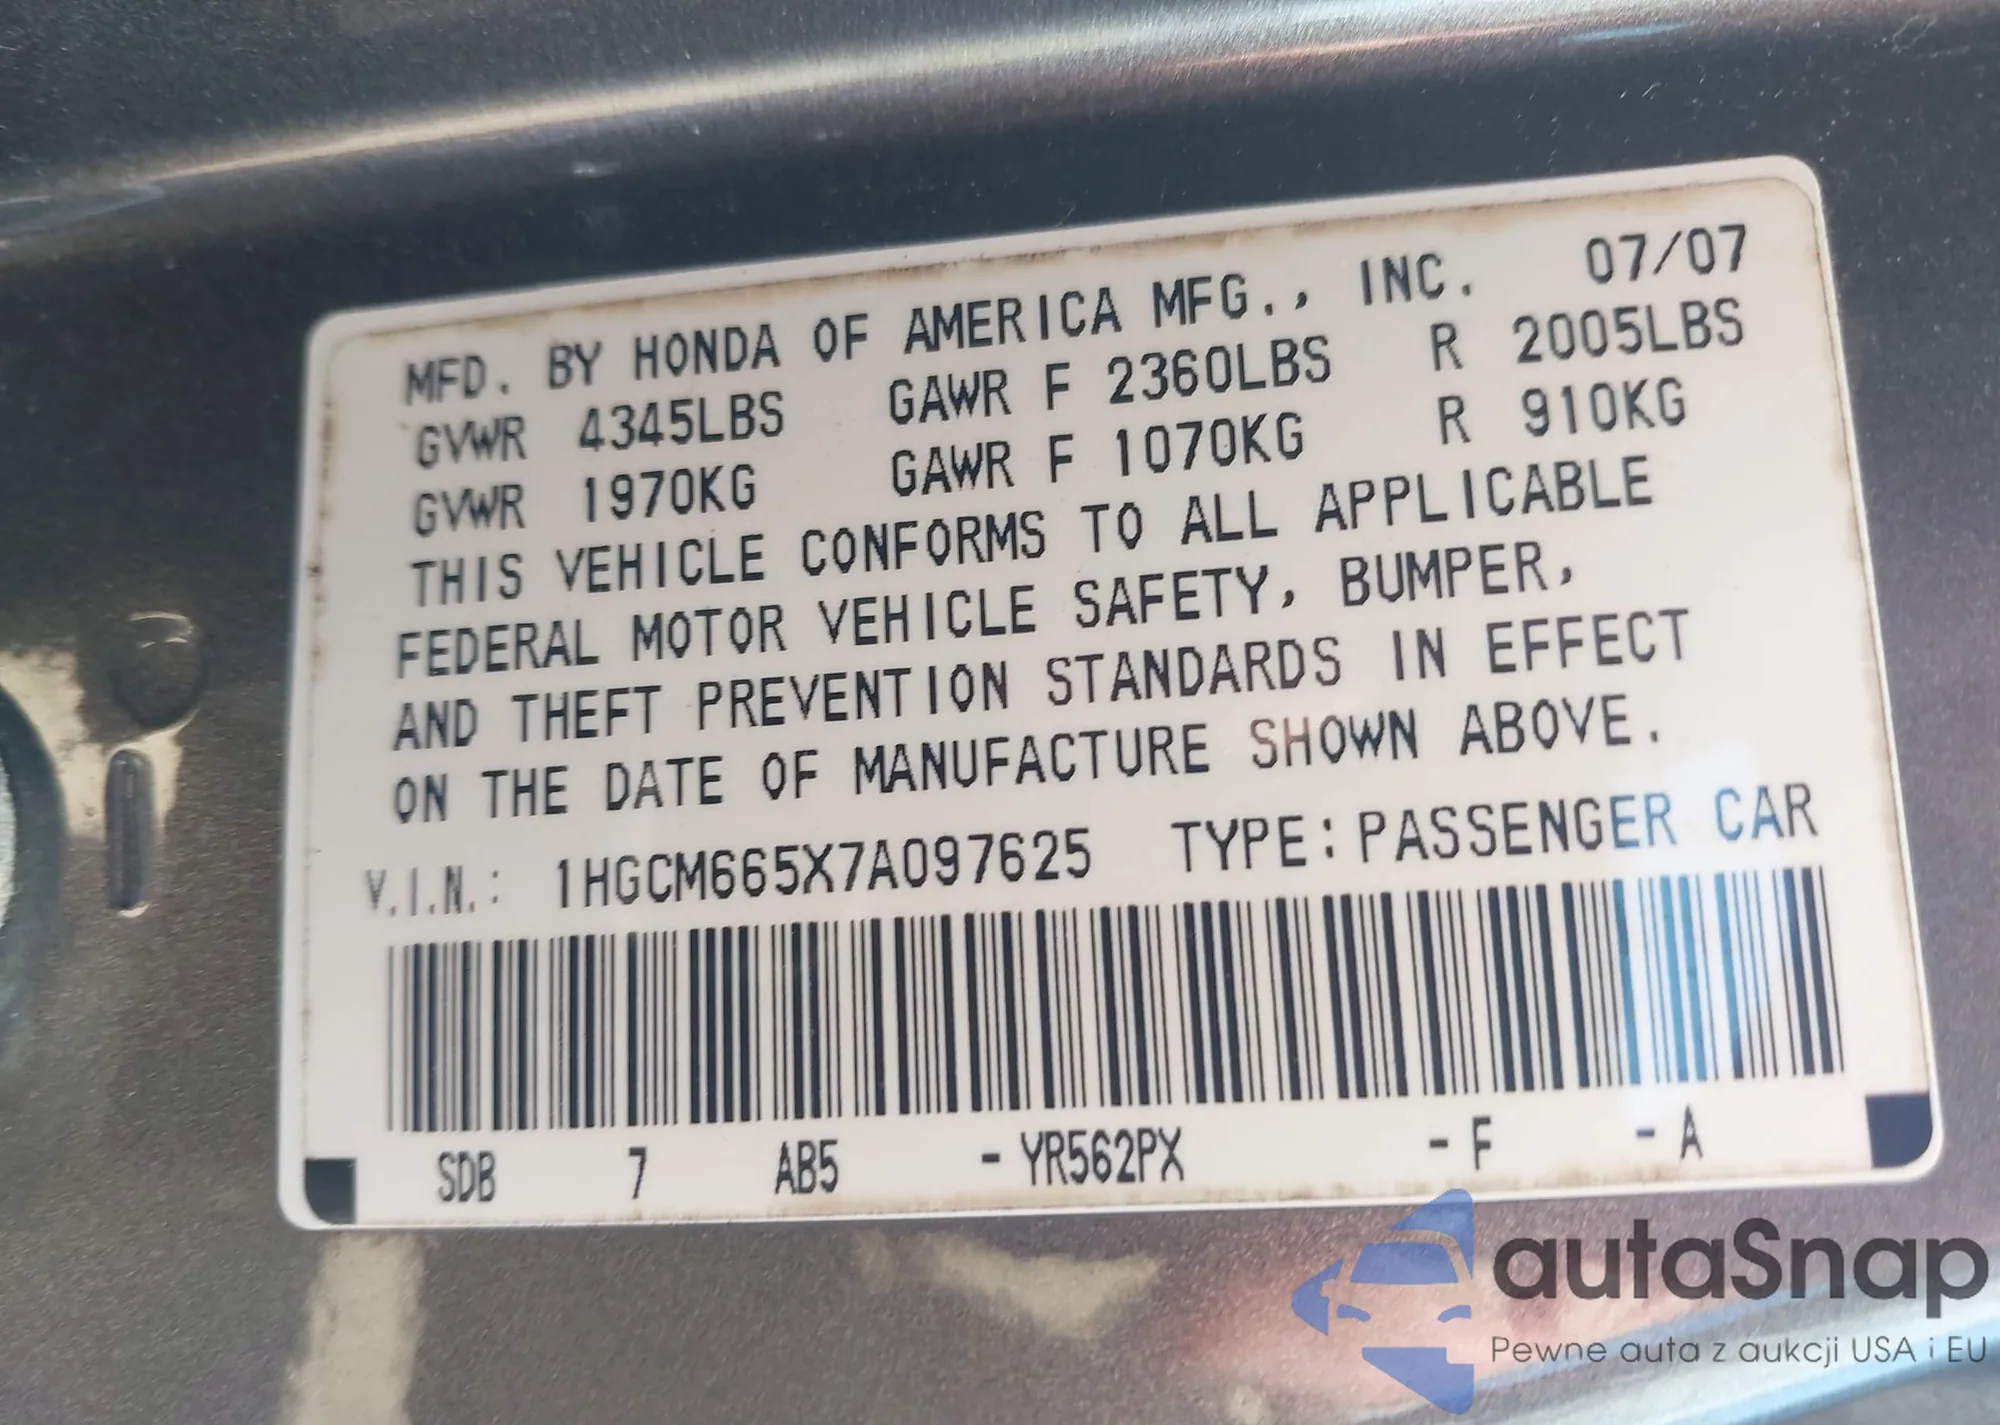 MFD. BY HONDA OF AMERICA MFG., INC. 07/07
GVWR 4345LBS GAWR F 2360LBS R 2005LBS
GVWR 1970KG GAWR F 1070KG R 910KG
THIS VEHICLE CONFORMS TO ALL APPLICABLE
FEDERAL MOTOR VEHICLE SAFETY, BUMPER,
AND THEFT PREVENTION STANDARDS IN EFFECT
ON THE DATE OF MANUFACTURE SHOWN ABOVE.
V.I.N.: 1HGCM665X7A097625 TYPE: PASSENGER CAR
SDB 7 AB5 - YR562PX - F - A
autaSnap
Pewne auta z aukcji USA i EU